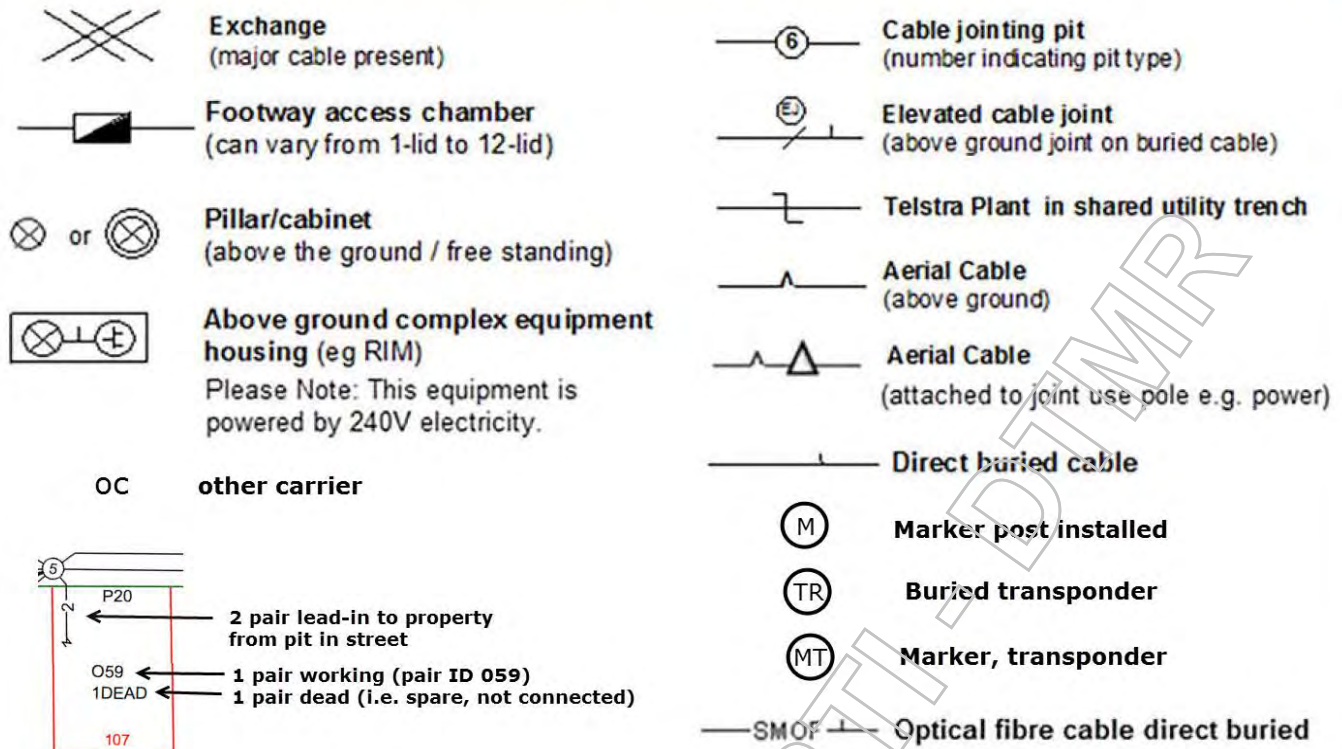 Exchange
(major cable present)
Footway access chamber
(can vary from 1-lid to 12-lid)
or
Pillar/cabinet
(above the ground / free standing)
Above ground complex equipment
housing (eg RIM)
Please Note: This equipment is
powered by 240V electricity.
OC other carrier
5
P20
2
2 pair lead-in to property
from pit in street
O59
1 pair working (pair ID 059)
1DEAD
1 pair dead (i.e. spare, not connected)
107
6
Cable jointing pit
(number indicating pit type)
EJ
Elevated cable joint
(above ground joint on buried cable)
Telstra Plant in shared utility trench
Aerial Cable
(above ground)
Aerial Cable
(attached to joint use pole e.g. power)
Direct buried cable
M Marker post installed
TR Buried transponder
MT Marker, transponder
SMOF Optical fibre cable direct buried
RTI - DTMR